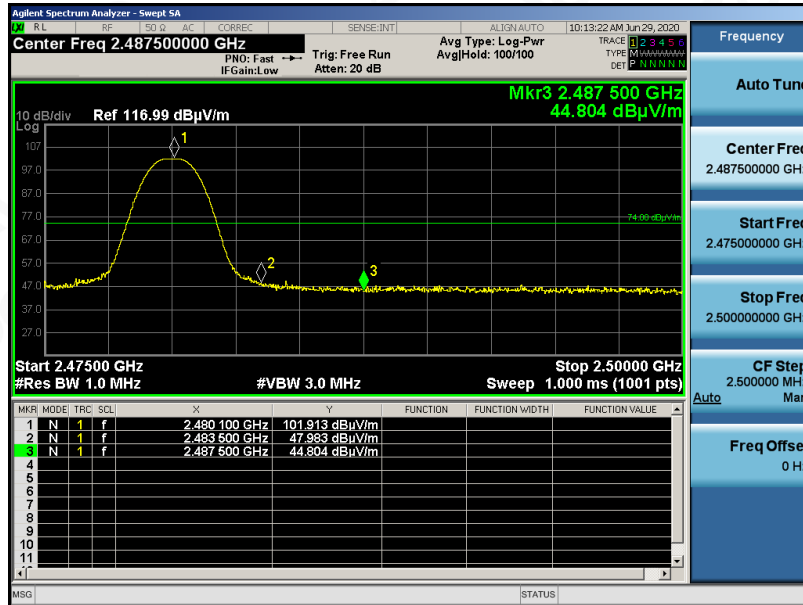 Agilent Spectrum Analyzer - Swept SA
LXI RL RF 50 Ω AC CORREC SENSE:INT ALIGN AUTO 10:13:22 AM Jun 29, 2020
Center Freq 2.487500000 GHz
PNO: Fast
IFGain:Low
Trig: Free Run
Atten: 20 dB
Avg Type: Log-Pwr
Avg|Hold: 100/100
TRACE 1 2 3 4 5 6
TYPE M
DET P N N N N N
Frequency
Mkr3 2.487 500 GHz
44.804 dBµV/m
10 dB/div Ref 116.99 dBµV/m
Log
107
97.0
87.0
77.0
67.0
57.0
47.0
37.0
27.0
1
2
3
74.00 dBµV/m
Start 2.47500 GHz Stop 2.50000 GHz
#Res BW 1.0 MHz #VBW 3.0 MHz Sweep 1.000 ms (1001 pts)
MKR MODE TRC SCL X Y FUNCTION FUNCTION WIDTH FUNCTION VALUE
1 N 1 f 2.480 100 GHz 101.913 dBµV/m
2 N 1 f 2.483 500 GHz 47.983 dBµV/m
3 N 1 f 2.487 500 GHz 44.804 dBµV/m
4
5
6
7
8
9
10
11
MSG STATUS
Auto Tune
Center Freq
2.487500000 GHz
Start Freq
2.475000000 GHz
Stop Freq
2.500000000 GHz
CF Step
2.500000 MHz
Auto Man
Freq Offset
0 Hz